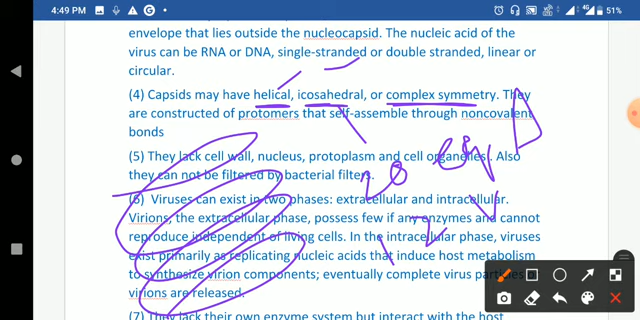 4:49 PM
51%
envelope that lies outside the nucleocapsid. The nucleic acid of the
virus can be RNA or DNA, single-stranded or double stranded, linear or
circular.
(4) Capsids may have helical, icosahedral, or complex symmetry. They
are constructed of protomers that self-assemble through noncovalent
bonds
(5) They lack cell wall, nucleus, protoplasm and cell organelles. Also
they can not be filtered by bacterial filters.
20 eq Δ
(6) Viruses can exist in two phases: extracellular and intracellular.
Virions, the extracellular phase, possess few if any enzymes and cannot
reproduce independent of living cells. In the intracellular phase, viruses
12 V
exist primarily as replicating nucleic acids that induce host metabolism
to synthesize virion components; eventually complete virus particles
virions are released.
(7) They lack their own enzyme system but interact with the host